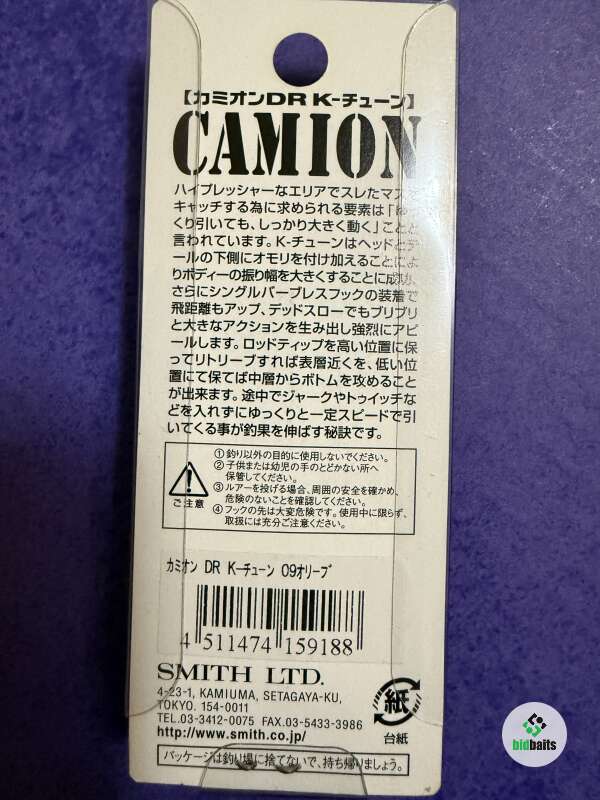 【カミオンDR K-チューン】
CAMION
ハイプレッシャーなエリアでスレたマスを
キャッチする為に求められる要素は「ゆっ
くり引いても、しっかり大きく動く」ことと
言われています。K-チューンはヘッドとテ
ールの下側にオモリを付け加えることによ
りボディーの振り幅を大きくすることに成功、
さらにシングルバーブレスフックの装着で
飛距離もアップ、デッドスローでもブリブリ
と大きなアクションを生み出し強烈にアピ
ールします。ロッドティップを高い位置に保
ってリトリーブすれば表層近くを、低い位
置にて保てば中層からボトムを攻めること
が出来ます。途中でジャークやトゥイッチな
どを入れずにゆっくりと一定スピードで引
いてくる事が釣果を伸ばす秘訣です。
ご注意
①釣り以外の目的に使用しないでください。
②子供または幼児の手のとどかない所へ
保管してください。
③ルアーを投げる場合、周囲の安全を確かめ、
危険のないことを確認してください。
④フックの先は大変危険です。使用中に限らず、
取扱には充分ご注意ください。
カミオン DR K-チューン 09オリーブ
4 511474 159188
SMITH LTD.
4-23-1, KAMIUMA, SETAGAYA-KU,
TOKYO. 154-0011
TEL.03-3412-0075 FAX.03-5433-3986
http://www.smith.co.jp/
紙
台紙
パッケージは釣り場に捨てないで、持ち帰りましょう。
bidbaits